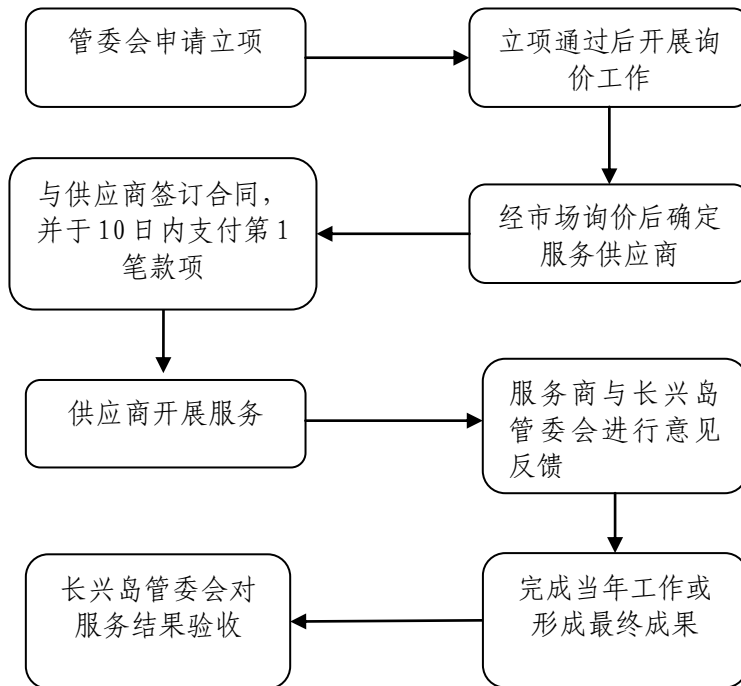 管委会申请立项
立项通过后开展询
价工作
经市场询价后确定
服务供应商
与供应商签订合同，
并于10日内支付第1
笔款项
供应商开展服务
服务商与长兴岛
管委会进行意见
反馈
完成当年工作或
形成最终成果
长兴岛管委会对
服务结果验收